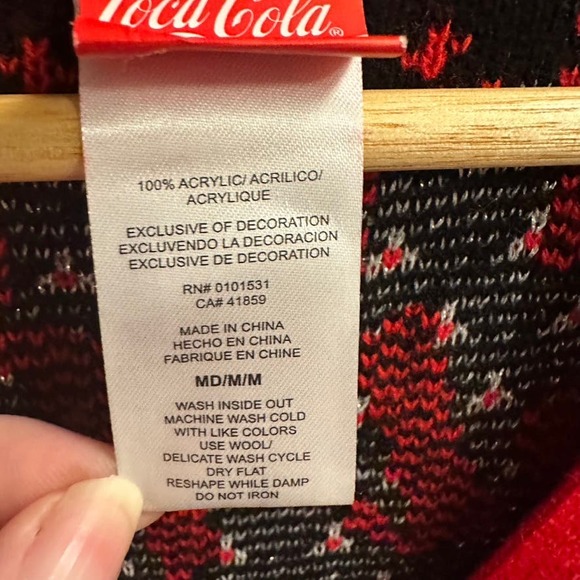 Coca-Cola®
100% ACRYLIC/ ACRILICO/
ACRYLIQUE
EXCLUSIVE OF DECORATION
EXCLUVENDO LA DECORACION
EXCLUSIVE DE DECORATION
RN# 0101531
CA# 41859
MADE IN CHINA
HECHO EN CHINA
FABRIQUE EN CHINE
MD/M/M
WASH INSIDE OUT
MACHINE WASH COLD
WITH LIKE COLORS
USE WOOL/
DELICATE WASH CYCLE
DRY FLAT
RESHAPE WHILE DAMP
DO NOT IRON